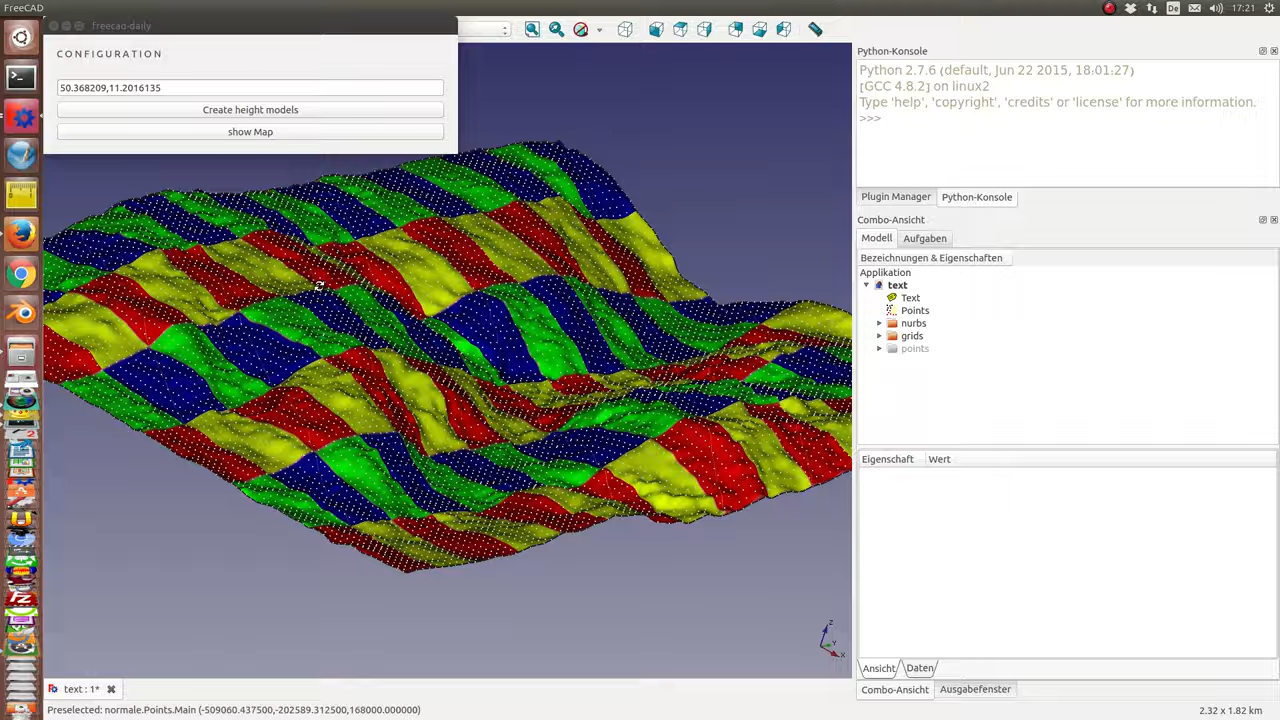 FreeCAD
De
17:21
freecad-daily
CONFIGURATION
50.368209,11.2016135
Create height models
show Map
Python-Konsole
Python 2.7.6 (default, Jun 22 2015, 18:01:27)
[GCC 4.8.2] on linux2
Type 'help', 'copyright', 'credits' or 'license' for more information.
>>>
Plugin Manager
Python-Konsole
Combo-Ansicht
Modell
Aufgaben
Bezeichnungen & Eigenschaften
Applikation
text
Text
Points
nurbs
grids
points
Eigenschaft
Wert
Z
Y
X
Ansicht
Daten
text : 1*
Combo-Ansicht
Ausgabefenster
Preselected: normale.Points.Main (-509060.437500,-202589.312500,168000.000000)
2.32 x 1.82 km